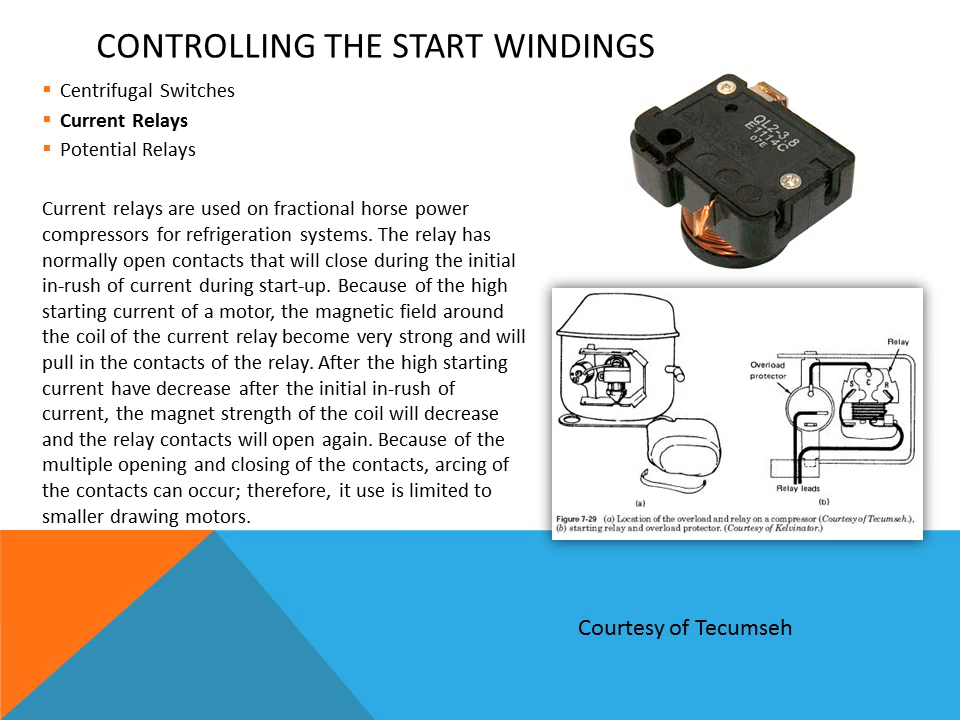 CONTROLLING THE START WINDINGS
Centrifugal Switches
Current Relays
Potential Relays
Current relays are used on fractional horse power
compressors for refrigeration systems. The relay has
normally open contacts that will close during the initial
in-rush of current during start-up. Because of the high
starting current of a motor, the magnetic field around
the coil of the current relay become very strong and will
pull in the contacts of the relay. After the high starting
current have decrease after the initial in-rush of
current, the magnet strength of the coil will decrease
and the relay contacts will open again. Because of the
multiple opening and closing of the contacts, arcing of
the contacts can occur; therefore, it use is limited to
smaller drawing motors.
QL2-3.8
E1114C
07E
Relay
Overload
protector
S
C
R
Relay leads
(a)
(b)
Figure 7-29 (a) Location of the overload and relay on a compressor (Courtesy of Tecumseh.),
(b) starting relay and overload protector. (Courtesy of Kelvinator.)
Courtesy of Tecumseh